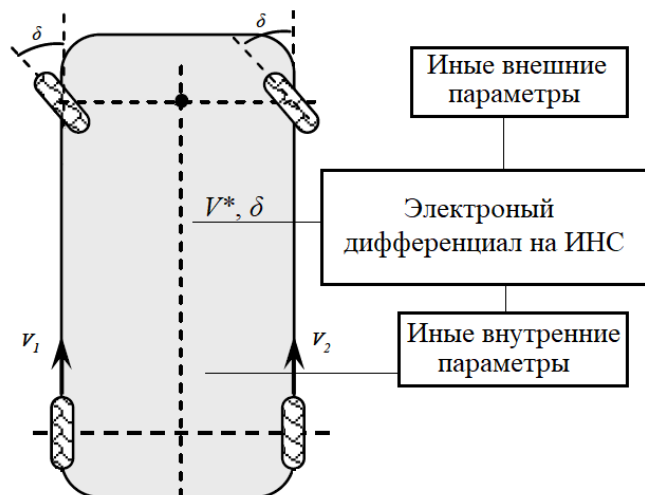 δ
δ
Иные внешние
параметры
V*, δ
Электроный
дифференциал на ИНС
V₁
V₂
Иные внутренние
параметры